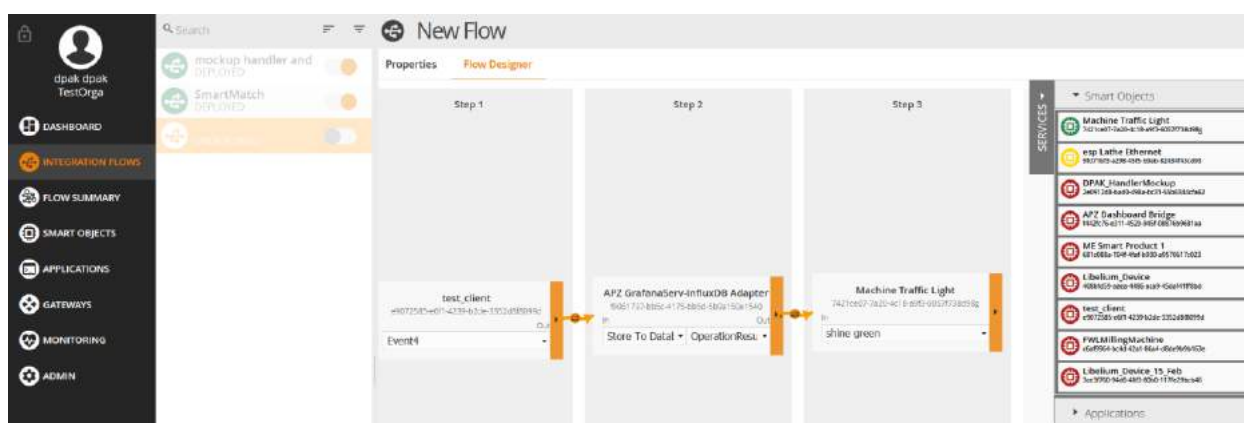 dpak dpak
TestOrga
DASHBOARD
INTEGRATION FLOWS
FLOW SUMMARY
SMART OBJECTS
APPLICATIONS
GATEWAYS
MONITORING
ADMIN
Search
mockup handler and
DEPLOYED
SmartMatch
DEPLOYED
New Flow
Properties Flow Designer
Step 1
test_client
Out
Event4
Step 2
APZ GrafanaServ-InfluxDB Adapter
In Out
Store To Datal OperationResu
Step 3
Machine Traffic Light
In
shine green
SERVICES
Smart Objects
Machine Traffic Light
esp Lathe Ethernet
DPAK_HandlerMockup
APZ Dashboard Bridge
ME Smart Product 1
Libelium_Device
test_client
FWLMillingMachine
Libelium_Device_15_Feb
Applications